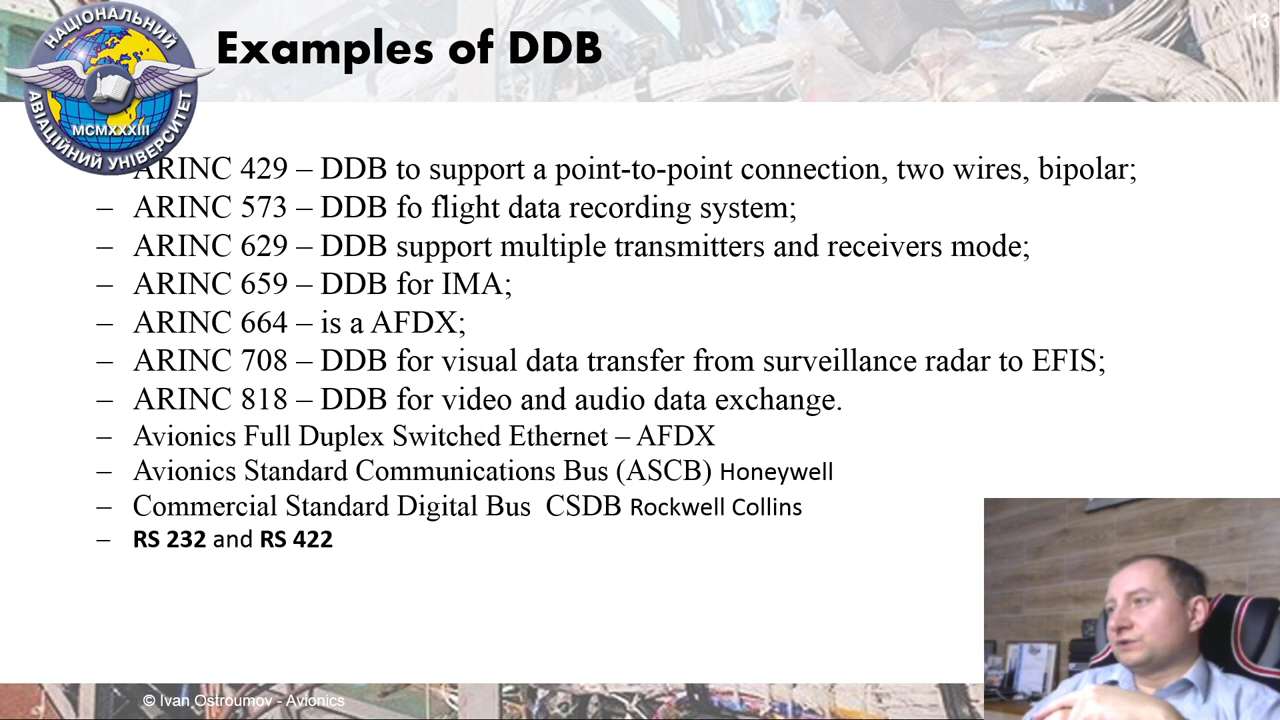 НАЦІОНАЛЬНИЙ
АВІАЦІЙНИЙ УНІВЕРСИТЕТ
MCMXXXIII
13
Examples of DDB
ARINC 429 – DDB to support a point-to-point connection, two wires, bipolar;
– ARINC 573 – DDB fo flight data recording system;
– ARINC 629 – DDB support multiple transmitters and receivers mode;
– ARINC 659 – DDB for IMA;
– ARINC 664 – is a AFDX;
– ARINC 708 – DDB for visual data transfer from surveillance radar to EFIS;
– ARINC 818 – DDB for video and audio data exchange.
– Avionics Full Duplex Switched Ethernet – AFDX
– Avionics Standard Communications Bus (ASCB) Honeywell
– Commercial Standard Digital Bus CSDB Rockwell Collins
– RS 232 and RS 422
© Ivan Ostroumov - Avionics